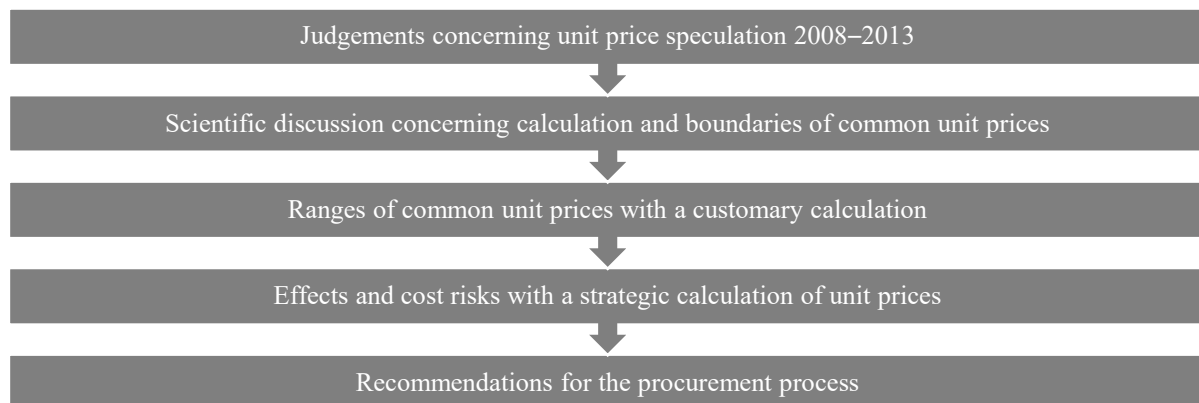 Judgements concerning unit price speculation 2008–2013
Scientific discussion concerning calculation and boundaries of common unit prices
Ranges of common unit prices with a customary calculation
Effects and cost risks with a strategic calculation of unit prices
Recommendations for the procurement process